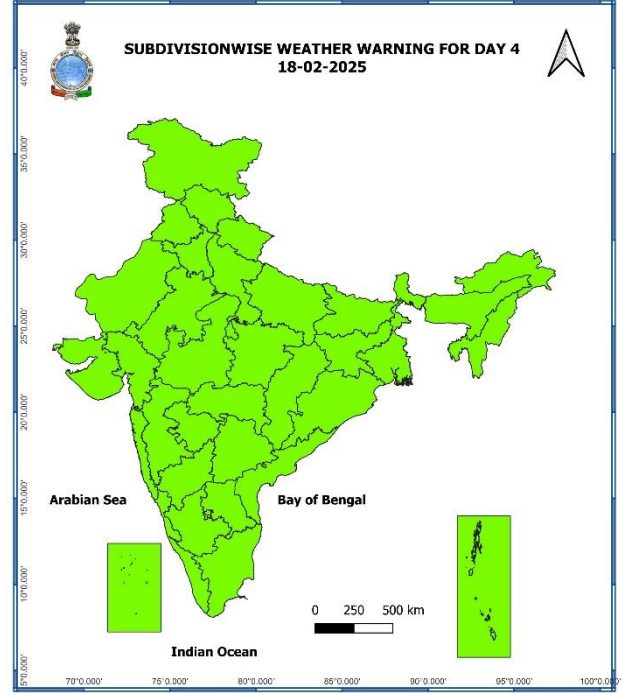 SUBDIVISIONWISE WEATHER WARNING FOR DAY 4
18-02-2025
40°0.000'
35°0.000'
30°0.000'
25°0.000'
20°0.000'
15°0.000'
10°0.000'
5°0.000'
Arabian Sea
Bay of Bengal
0 250 500 km
Indian Ocean
70°0.000' 75°0.000' 80°0.000' 85°0.000' 90°0.000' 95°0.000' 100°0.000'